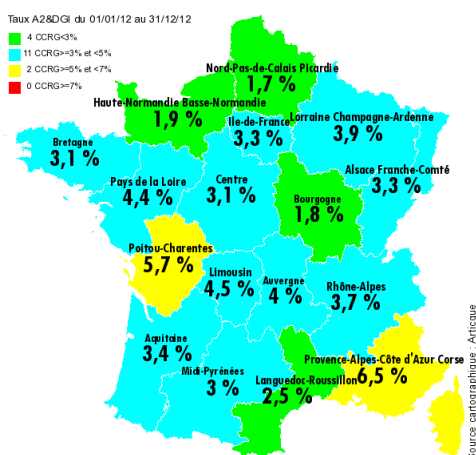 Taux A2&DGI du 01/01/12 au 31/12/12
4 CCRG<3%
11 CCRG>=3% et <5%
2 CCRG>=5% et <7%
0 CCRG>=7%
Nord-Pas-de-Calais Picardie
1,7 %
Haute-Normandie Basse-Normandie
1,9 %
Ile-de-France
3,3 %
Lorraine Champagne-Ardenne
3,9 %
Bretagne
3,1 %
Pays de la Loire
4,4 %
Centre
3,1 %
Alsace Franche-Comté
3,3 %
Bourgogne
1,8 %
Poitou-Charentes
5,7 %
Limousin
4,5 %
Auvergne
4 %
Rhône-Alpes
3,7 %
Aquitaine
3,4 %
Midi-Pyrénées
3 %
Languedoc-Roussillon
2,5 %
Provence-Alpes-Côte d'Azur Corse
6,5 %
Source cartographique : Articque